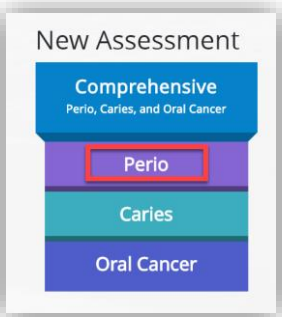 New Assessment
Comprehensive
Perio, Caries, and Oral Cancer
Perio
Caries
Oral Cancer